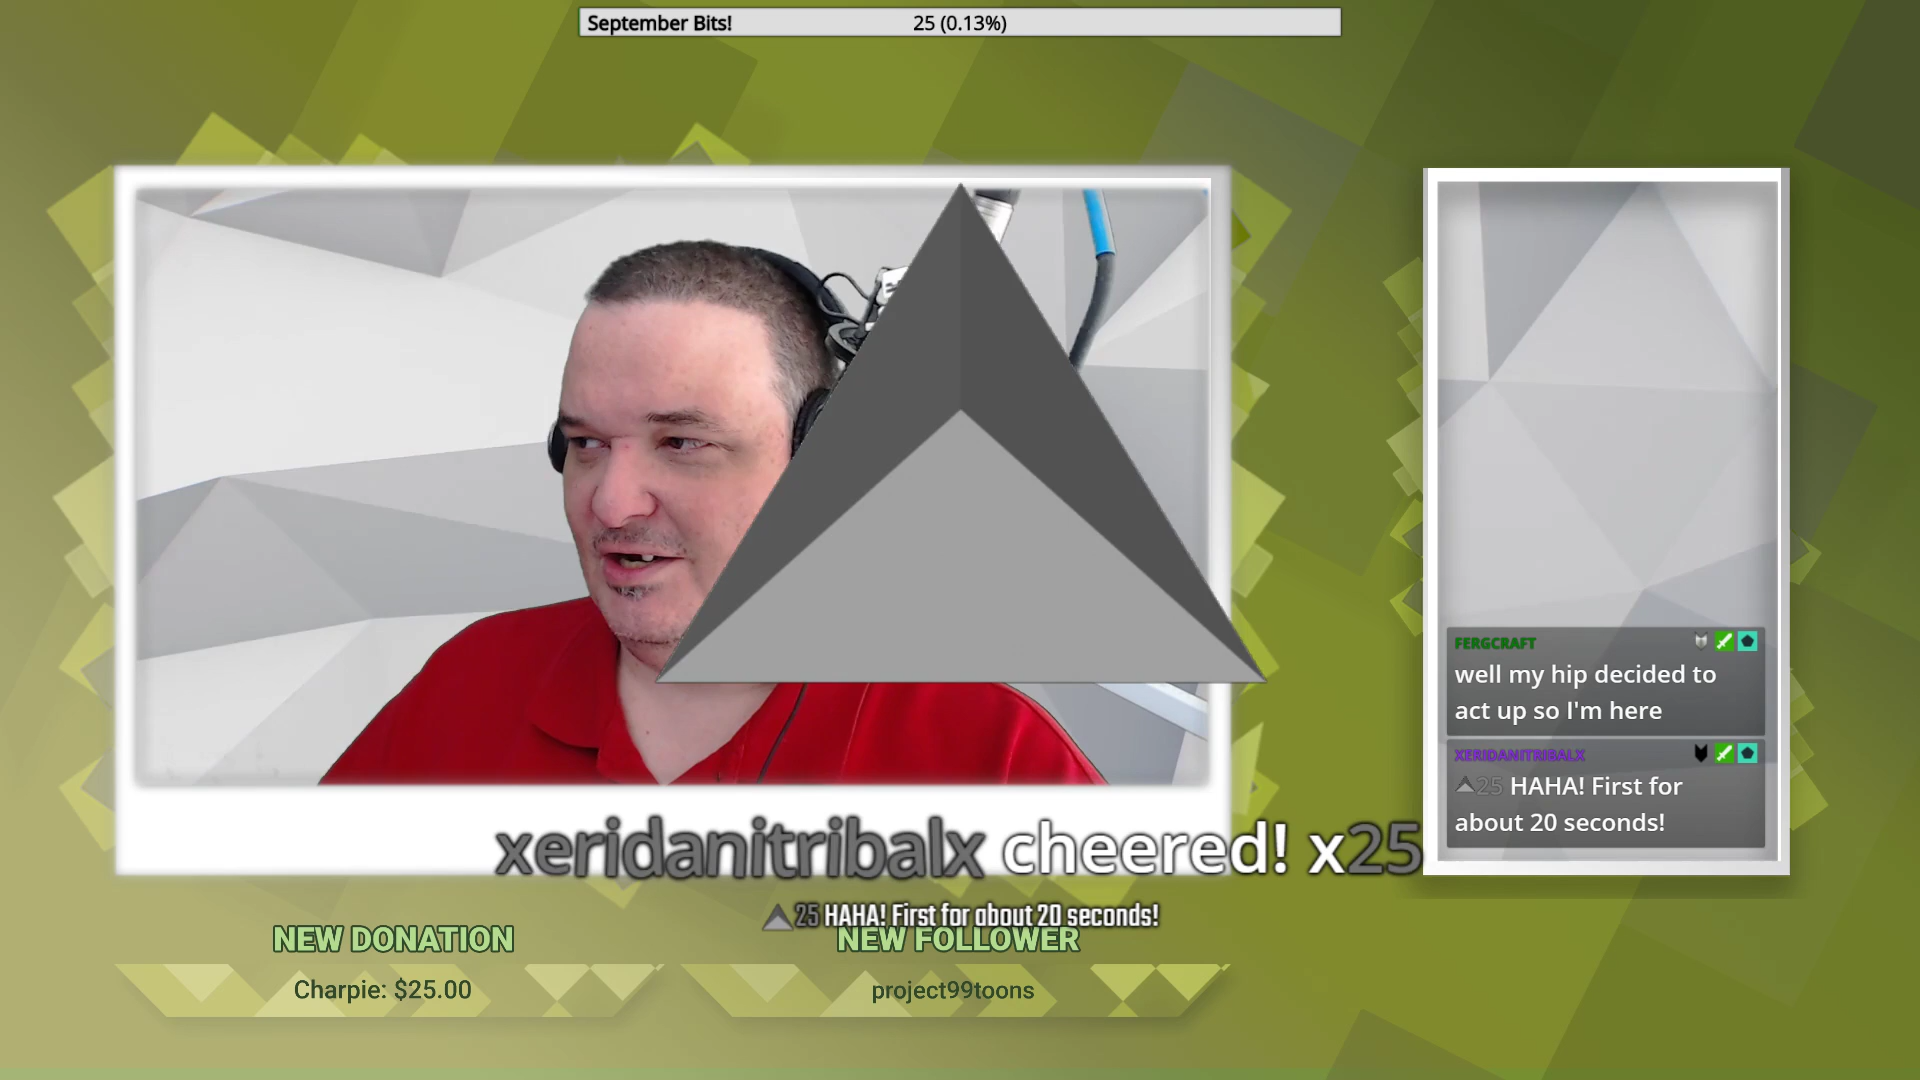 September Bits! 25 (0.13%)
FERGCRAFT
well my hip decided to
act up so I'm here
XERIDANITRIBALX
25 HAHA! First for
about 20 seconds!
xeridanitribalx cheered! x25
25 HAHA! First for about 20 seconds!
NEW DONATION
Charpie: $25.00
NEW FOLLOWER
project99toons